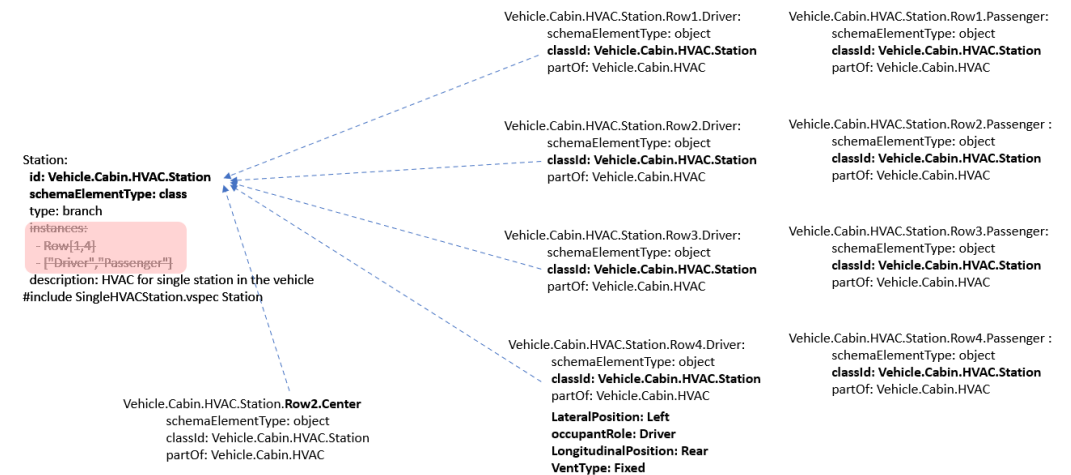 Station:
id: Vehicle.Cabin.HVAC.Station
schemaElementType: class
type: branch
instances:
- Row[1,4]
- ["Driver","Passenger"]
description: HVAC for single station in the vehicle
#include SingleHVACStation.vspec Station
Vehicle.Cabin.HVAC.Station.Row1.Driver:
schemaElementType: object
classId: Vehicle.Cabin.HVAC.Station
partOf: Vehicle.Cabin.HVAC
Vehicle.Cabin.HVAC.Station.Row1.Passenger:
schemaElementType: object
classId: Vehicle.Cabin.HVAC.Station
partOf: Vehicle.Cabin.HVAC
Vehicle.Cabin.HVAC.Station.Row2.Driver:
schemaElementType: object
classId: Vehicle.Cabin.HVAC.Station
partOf: Vehicle.Cabin.HVAC
Vehicle.Cabin.HVAC.Station.Row2.Passenger :
schemaElementType: object
classId: Vehicle.Cabin.HVAC.Station
partOf: Vehicle.Cabin.HVAC
Vehicle.Cabin.HVAC.Station.Row3.Driver:
schemaElementType: object
classId: Vehicle.Cabin.HVAC.Station
partOf: Vehicle.Cabin.HVAC
Vehicle.Cabin.HVAC.Station.Row3.Passenger:
schemaElementType: object
classId: Vehicle.Cabin.HVAC.Station
partOf: Vehicle.Cabin.HVAC
Vehicle.Cabin.HVAC.Station.Row4.Driver:
schemaElementType: object
classId: Vehicle.Cabin.HVAC.Station
partOf: Vehicle.Cabin.HVAC
LateralPosition: Left
occupantRole: Driver
LongitudinalPosition: Rear
VentType: Fixed
Vehicle.Cabin.HVAC.Station.Row4.Passenger :
schemaElementType: object
classId: Vehicle.Cabin.HVAC.Station
partOf: Vehicle.Cabin.HVAC
Vehicle.Cabin.HVAC.Station.Row2.Center
schemaElementType: object
classId: Vehicle.Cabin.HVAC.Station
partOf: Vehicle.Cabin.HVAC